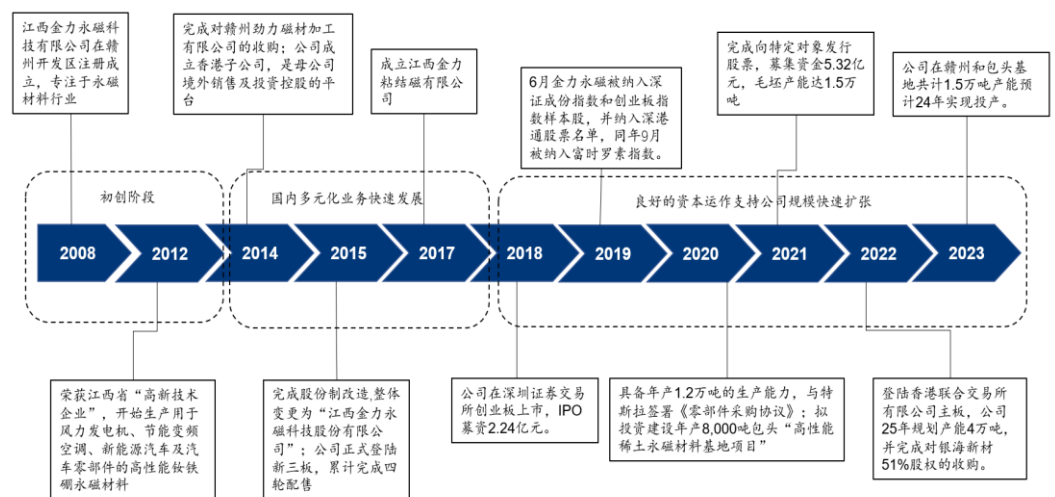 江西金力永磁科
技有限公司在赣
州开发区注册成
立，专注于永磁
材料行业
完成对赣州劲力磁材加工
有限公司的收购；公司成
立香港子公司，是母公司
境外销售及投资控股的平
台
成立江西金力
粘结磁有限公
司
6月金力永磁被纳入深
证成份指数和创业板指
数样本股，并纳入深港
通股票名单，同年9月
被纳入富时罗素指数。
完成向特定对象发行
股票，募集资金5.32亿
元，毛坯产能达1.5万
吨
公司在赣州和包头基
地共计1.5万吨产能预
计24年实现投产。
初创阶段
国内多元化业务快速发展
良好的资本运作支持公司规模快速扩张
2008
2012
2014
2015
2017
2018
2019
2020
2021
2022
2023
荣获江西省“高新技术
企业”，开始生产用于
风力发电机、节能变频
空调、新能源汽车及汽
车零部件的高性能钕铁
硼永磁材料
完成股份制改造,整体
变更为“江西金力永
磁科技股份有限公
司”；公司正式登陆
新三板，累计完成四
轮配售
公司在深圳证券交易
所创业板上市，IPO
募资2.24亿元。
具备年产1.2万吨的生产能力，与特
斯拉签署《零部件采购协议》；拟
投资建设年产8,000吨包头“高性能
稀土永磁材料基地项目”
登陆香港联合交易所
有限公司主板，公司
25年规划产能4万吨，
并完成对银海新材
51%股权的收购。